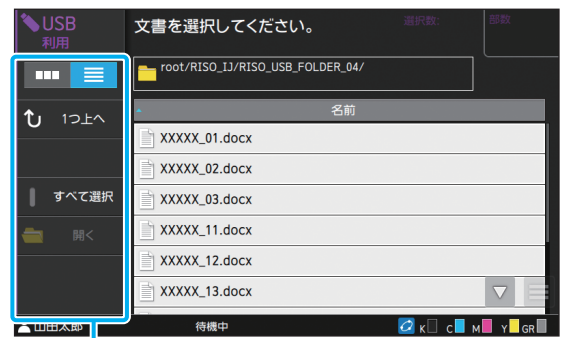 USB
利用
文書を選択してください。
選択数:
部数
root/RISO_IJ/RISO_USB_FOLDER_04/
名前
1つ上へ
すべて選択
開く
XXXXX_01.docx
XXXXX_02.docx
XXXXX_03.docx
XXXXX_11.docx
XXXXX_12.docx
XXXXX_13.docx
山田太郎
待機中
K C M Y GR